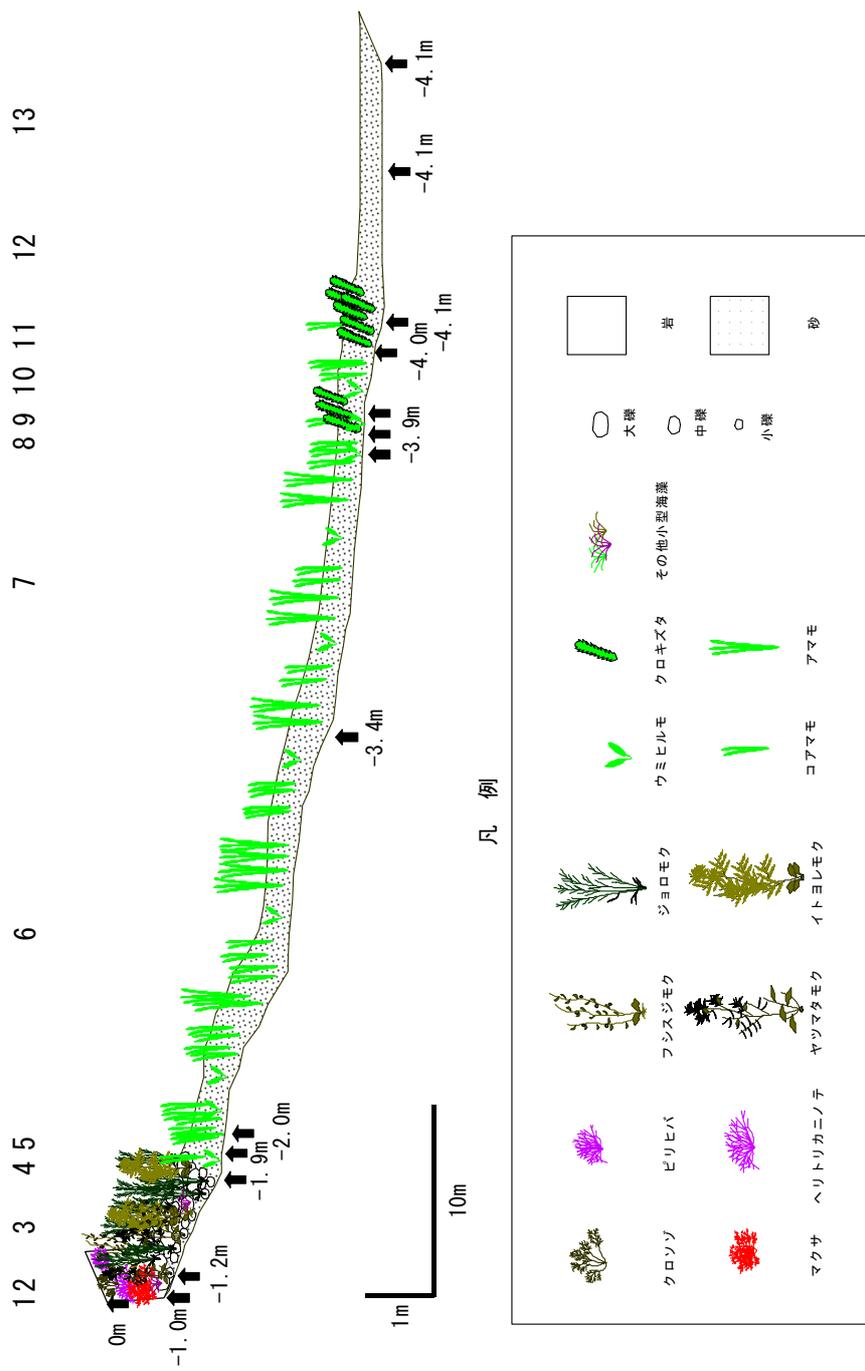 12 3 4 5 6 7 8 9 10 11 12 13
0m
-1.0m
-1.2m
-1.9m
-2.0m
-3.4m
-3.9m
-4.0m
-4.1m
-4.1m
-4.1m
1m
10m
凡 例
クロソゾ
ピリヒバ
フシスジモク
ジョロモク
ウミヒルモ
クロキズタ
その他小型海藻
大礫
中礫
小礫
岩
マクサ
ヘリトリカニノテ
ヤツマタモク
イトヨレモク
コアマモ
アマモ
砂